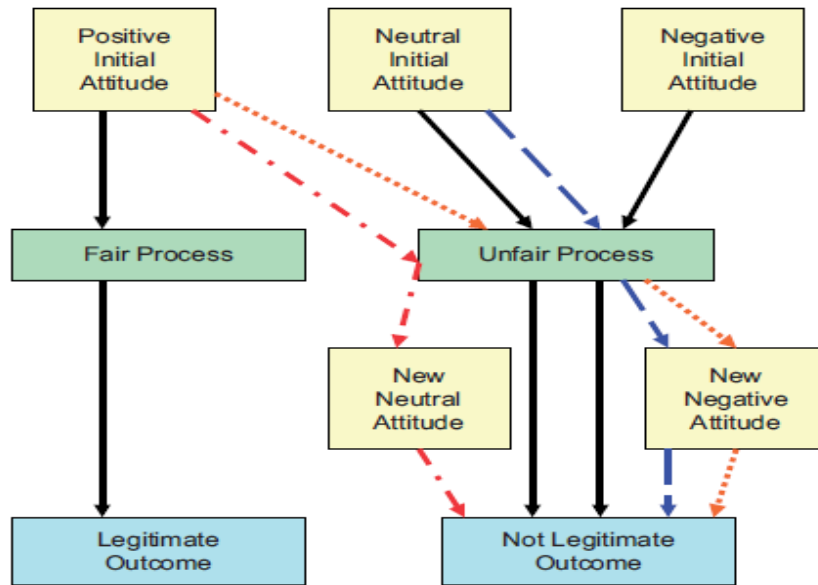 Positive
Initial
Attitude
Neutral
Initial
Attitude
Negative
Initial
Attitude
Fair Process
Unfair Process
New
Neutral
Attitude
New
Negative
Attitude
Legitimate
Outcome
Not Legitimate
Outcome